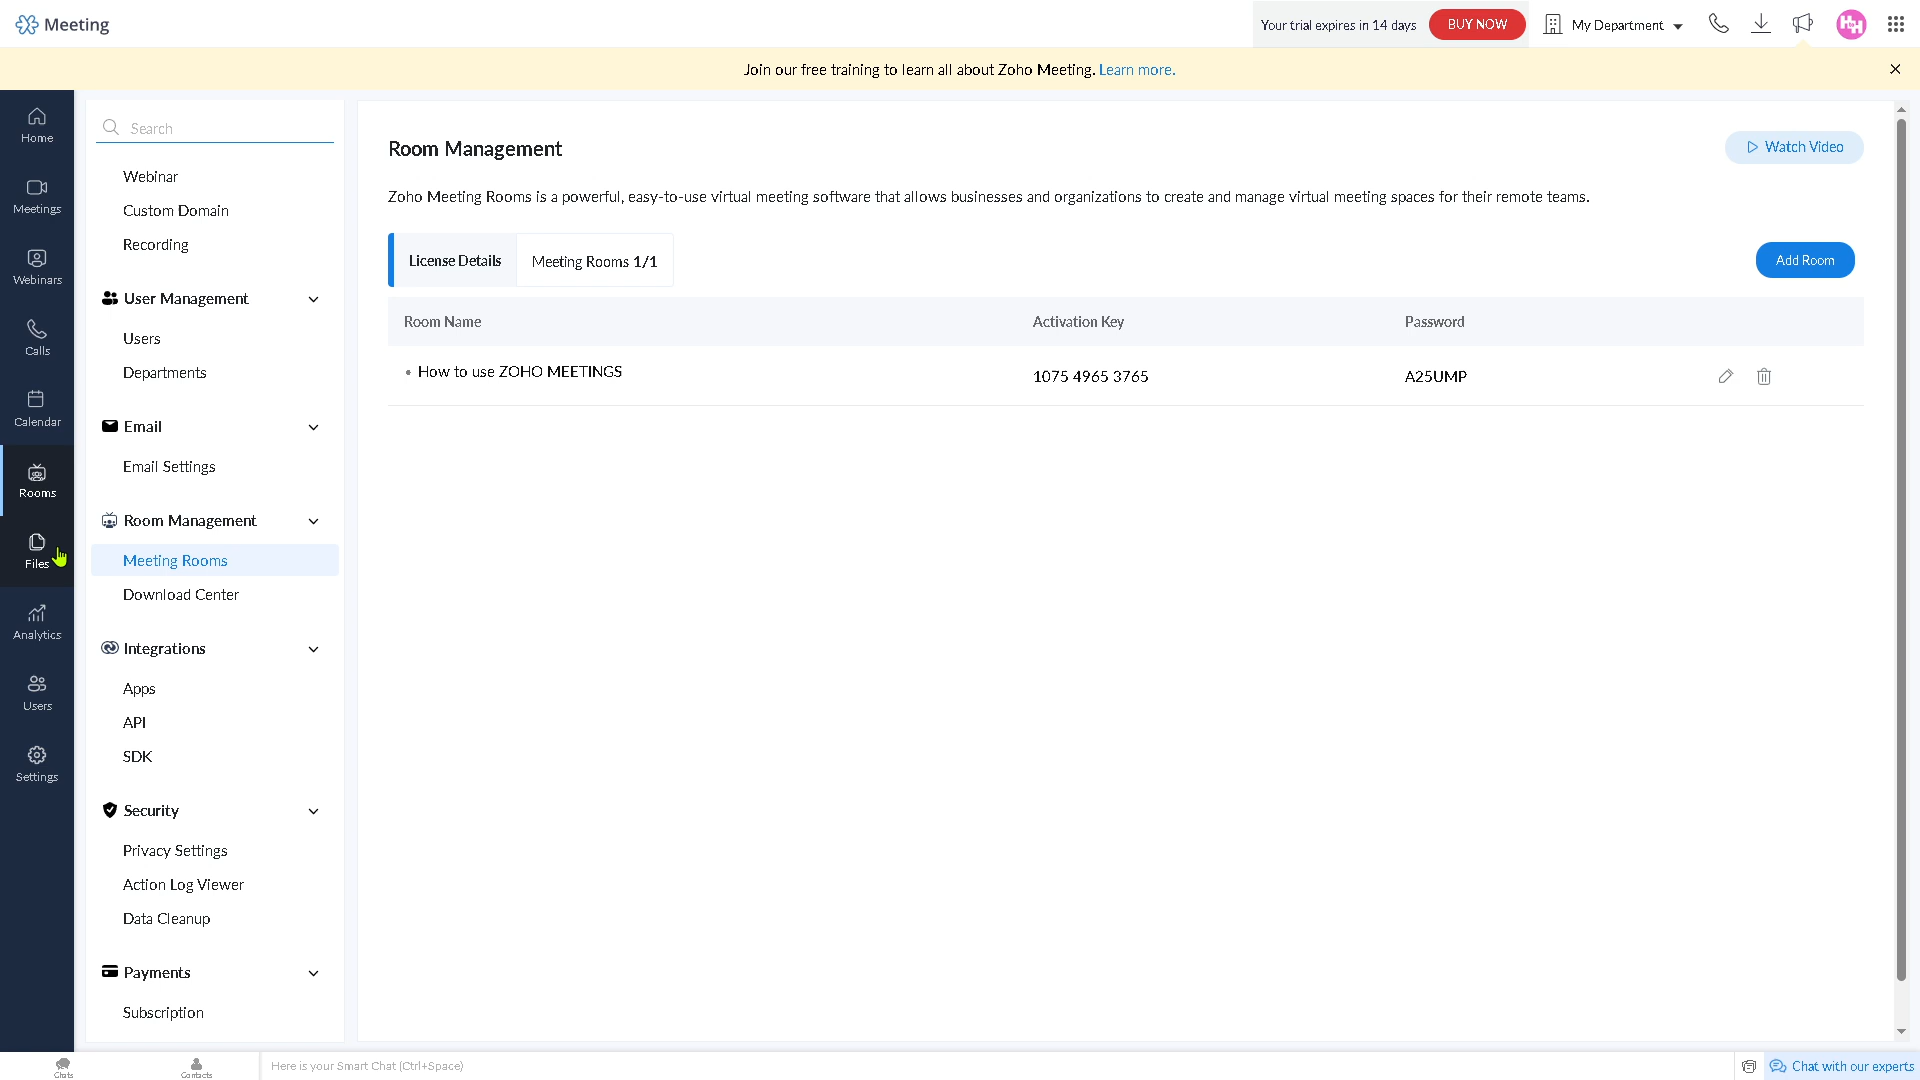 Meeting
Your trial expires in 14 days
BUY NOW
My Department
HH
Join our free training to learn all about Zoho Meeting. Learn more.
Home
Meetings
Webinars
Calls
Calendar
Rooms
Files
Analytics
Users
Settings
Search
Webinar
Custom Domain
Recording
User Management
Users
Departments
Email
Email Settings
Room Management
Meeting Rooms
Download Center
Integrations
Apps
API
SDK
Security
Privacy Settings
Action Log Viewer
Data Cleanup
Payments
Subscription
Room Management
Watch Video
Zoho Meeting Rooms is a powerful, easy-to-use virtual meeting software that allows businesses and organizations to create and manage virtual meeting spaces for their remote teams.
License Details
Meeting Rooms 1/1
Add Room
Room Name Activation Key Password
How to use ZOHO MEETINGS 1075 4965 3765 A25UMP
Chats
Contacts
Here is your Smart Chat (Ctrl+Space)
Chat with our experts